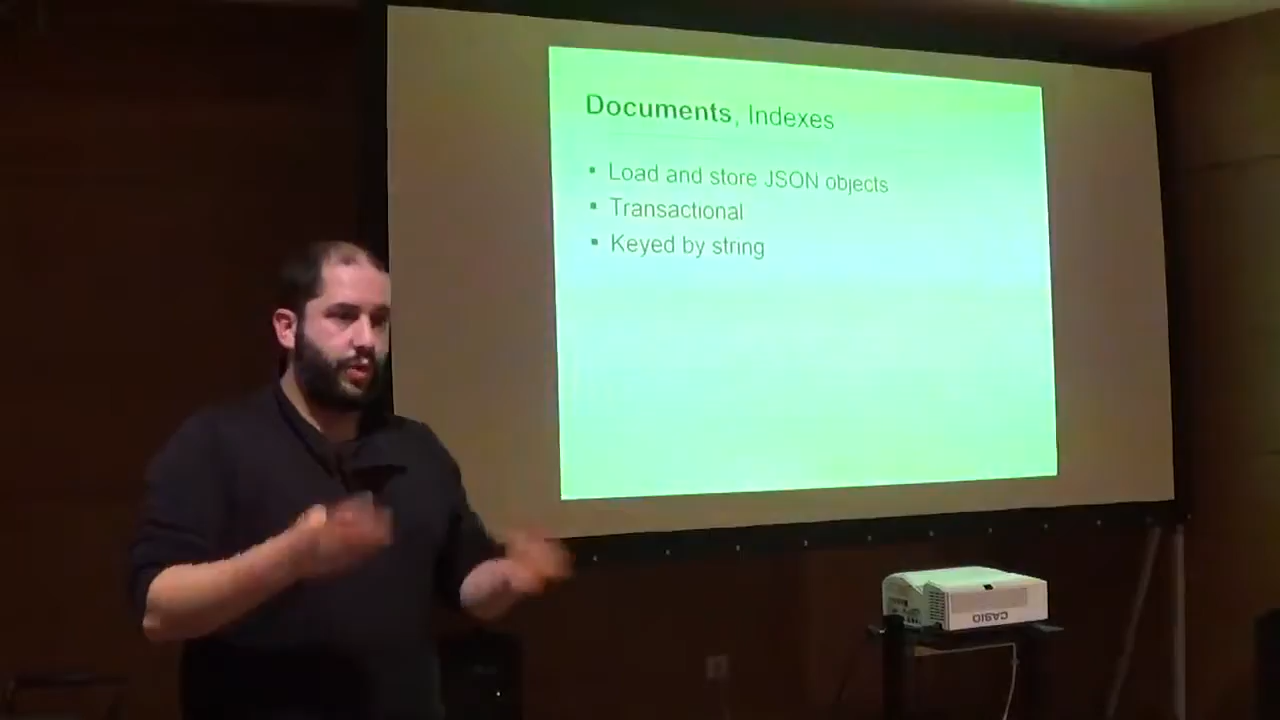 Documents, Indexes
▪ Load and store JSON objects
▪ Transactional
▪ Keyed by string
CASIO